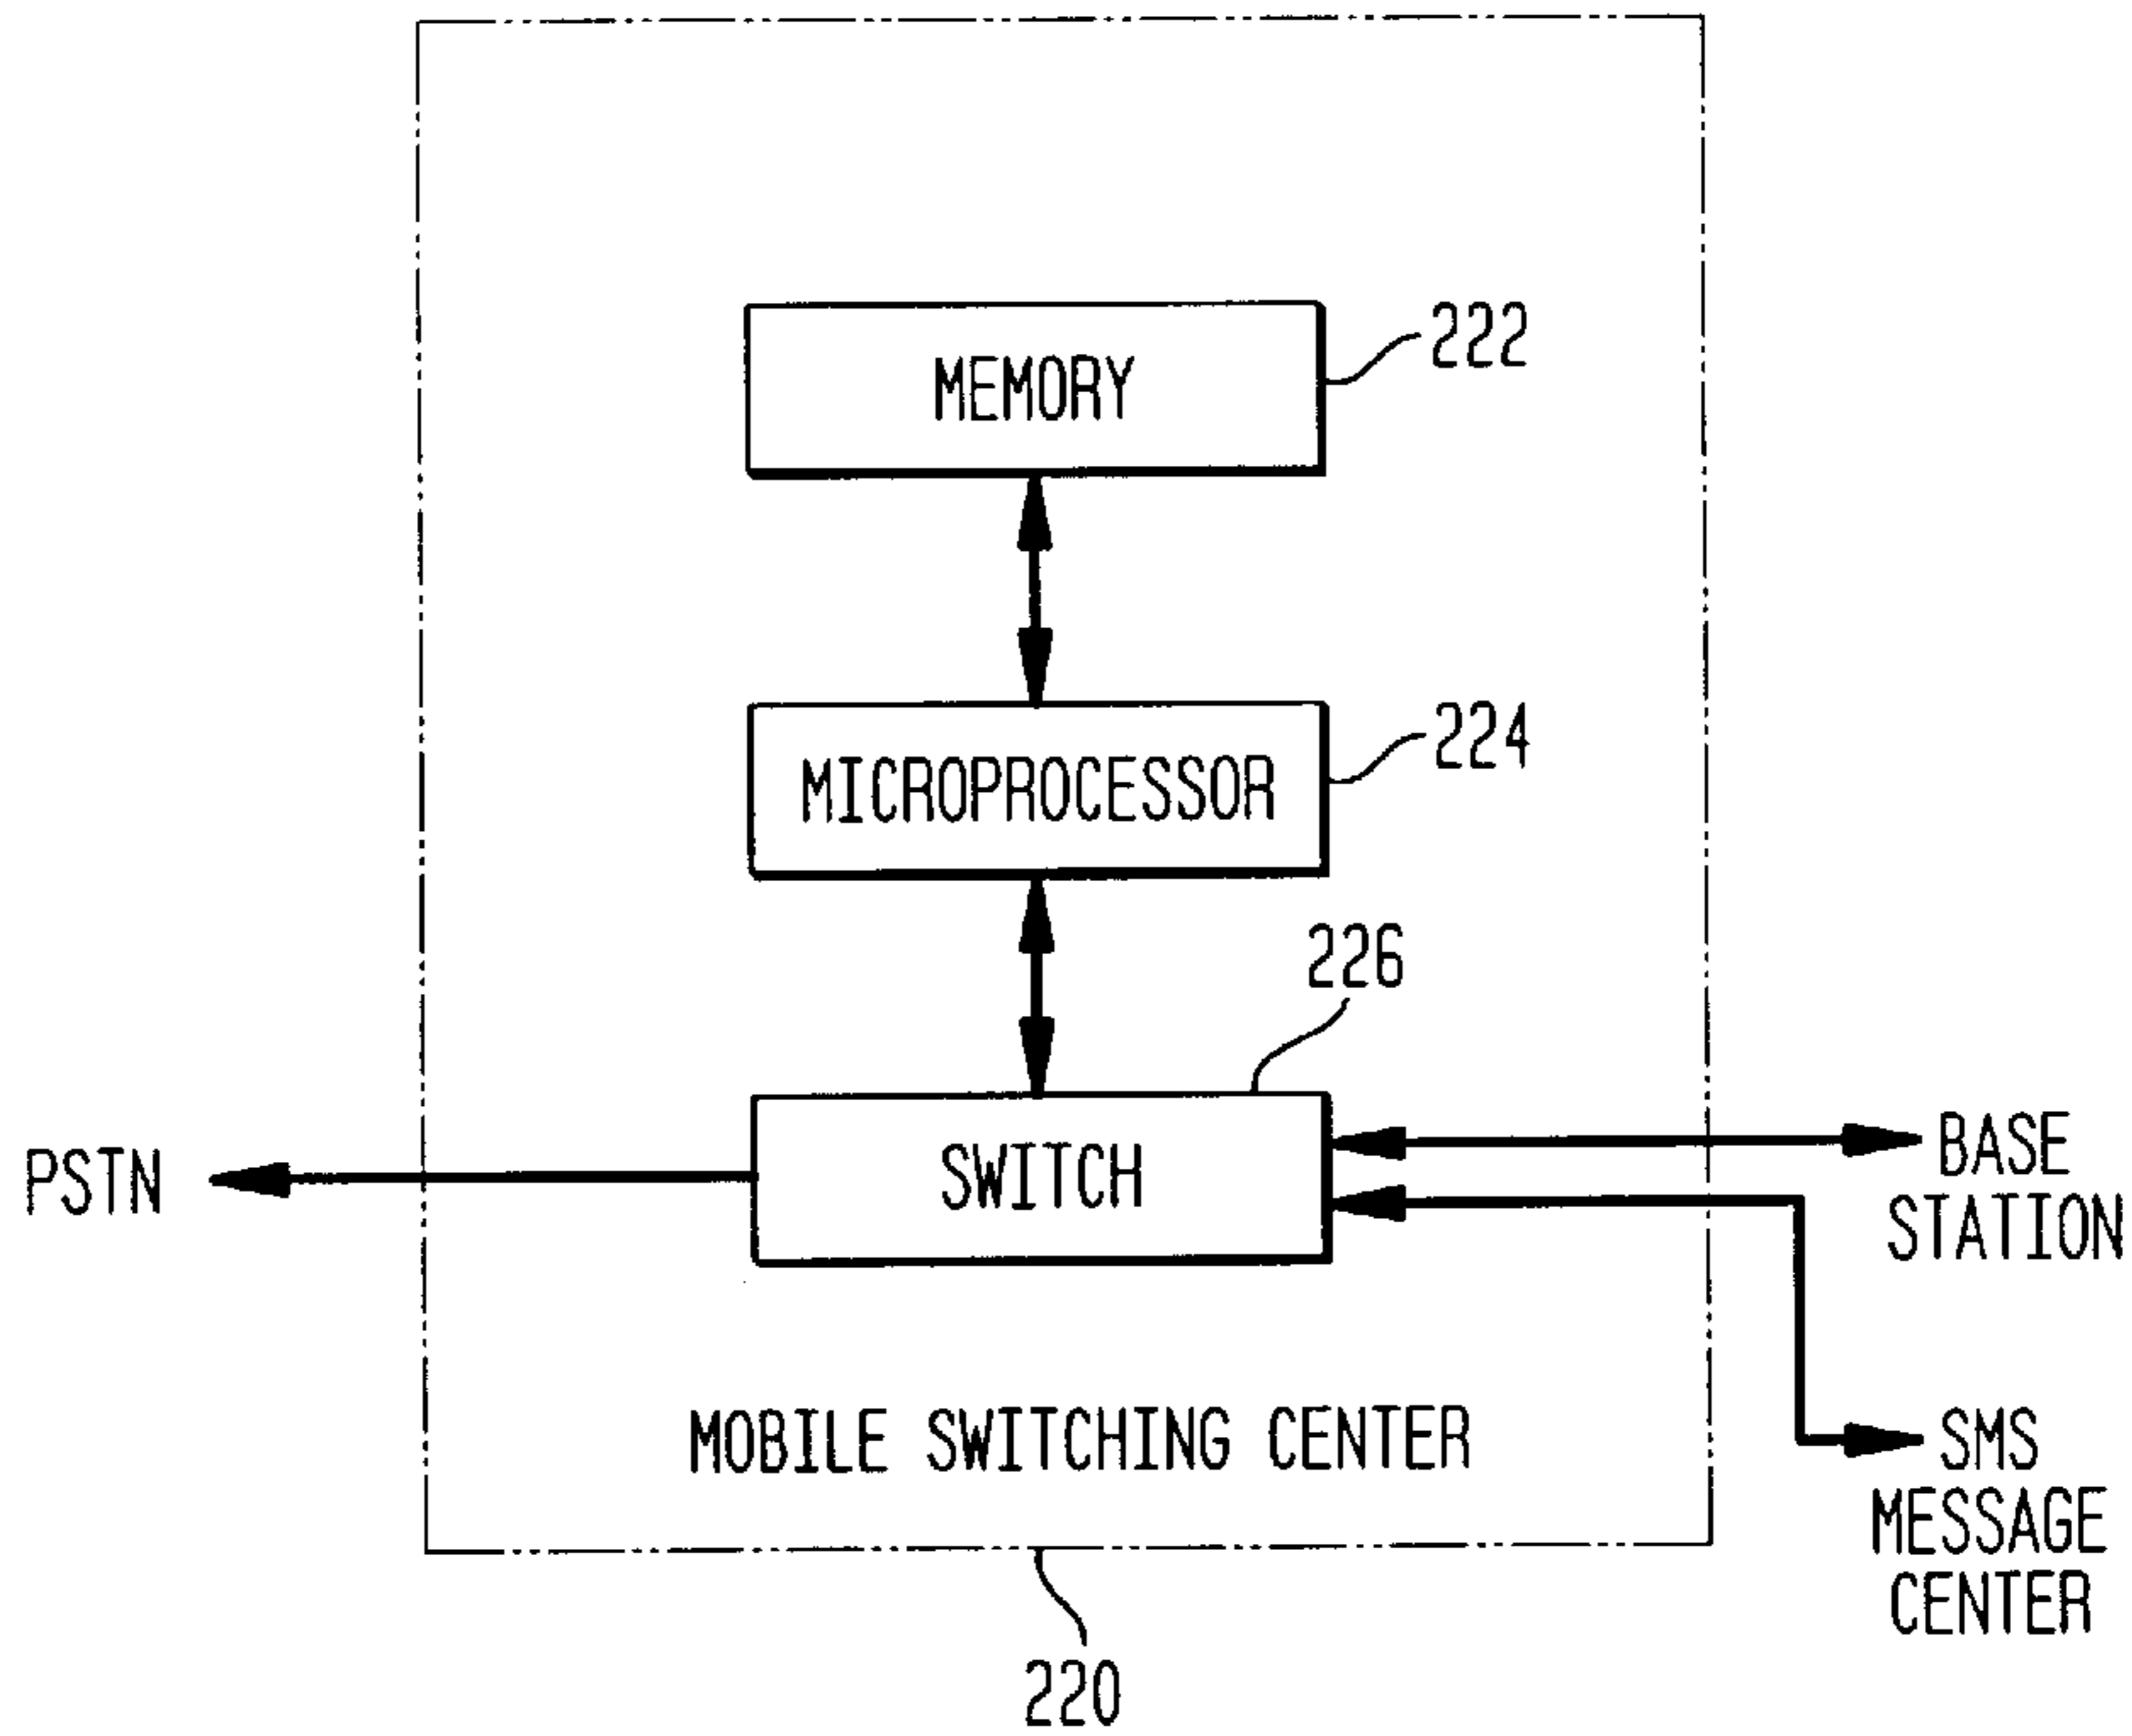 MEMORY
222
MICROPROCESSOR
224
226
SWITCH
PSTN
BASE
STATION
MOBILE SWITCHING CENTER
SMS
MESSAGE
CENTER
220